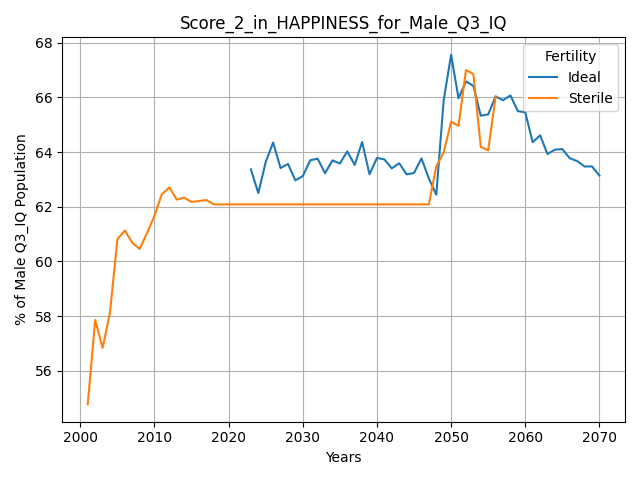 Score_2_in_HAPPINESS_for_Male_Q3_IQ
% of Male Q3_IQ Population
68
66
64
62
60
58
56
Fertility
Ideal
Sterile
2000
2010
2020
2030
2040
2050
2060
2070
Years